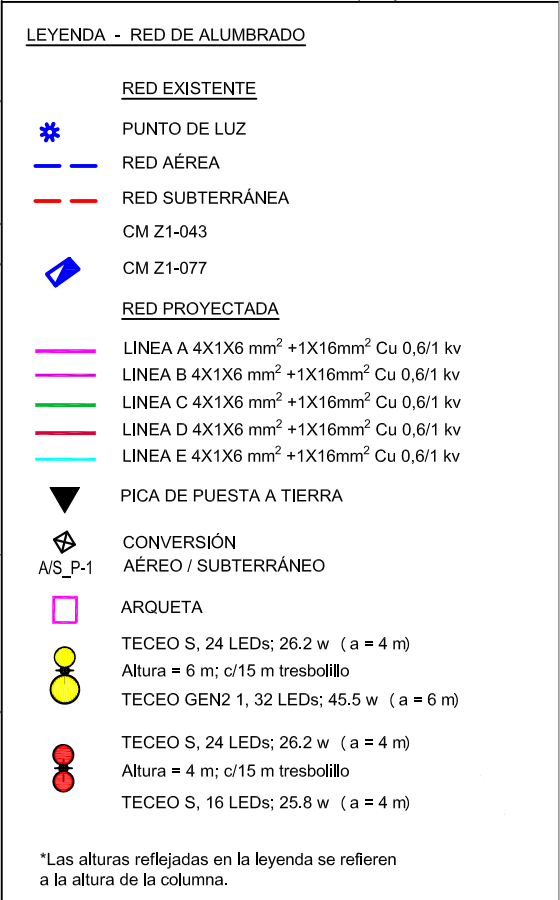 LEYENDA - RED DE ALUMBRADO
RED EXISTENTE
PUNTO DE LUZ
RED AÉREA
RED SUBTERRÁNEA
CM Z1-043
CM Z1-077
RED PROYECTADA
LINEA A 4X1X6 mm² +1X16mm² Cu 0,6/1 kv
LINEA B 4X1X6 mm² +1X16mm² Cu 0,6/1 kv
LINEA C 4X1X6 mm² +1X16mm² Cu 0,6/1 kv
LINEA D 4X1X6 mm² +1X16mm² Cu 0,6/1 kv
LINEA E 4X1X6 mm² +1X16mm² Cu 0,6/1 kv
PICA DE PUESTA A TIERRA
CONVERSIÓN
A/S_P-1 AÉREO / SUBTERRÁNEO
ARQUETA
TECEO S, 24 LEDs; 26.2 w ( a = 4 m)
Altura = 6 m; c/15 m tresbolillo
TECEO GEN2 1, 32 LEDs; 45.5 w ( a = 6 m)
TECEO S, 24 LEDs; 26.2 w ( a = 4 m)
Altura = 4 m; c/15 m tresbolillo
TECEO S, 16 LEDs; 25.8 w ( a = 4 m)
*Las alturas reflejadas en la leyenda se refieren
a la altura de la columna.